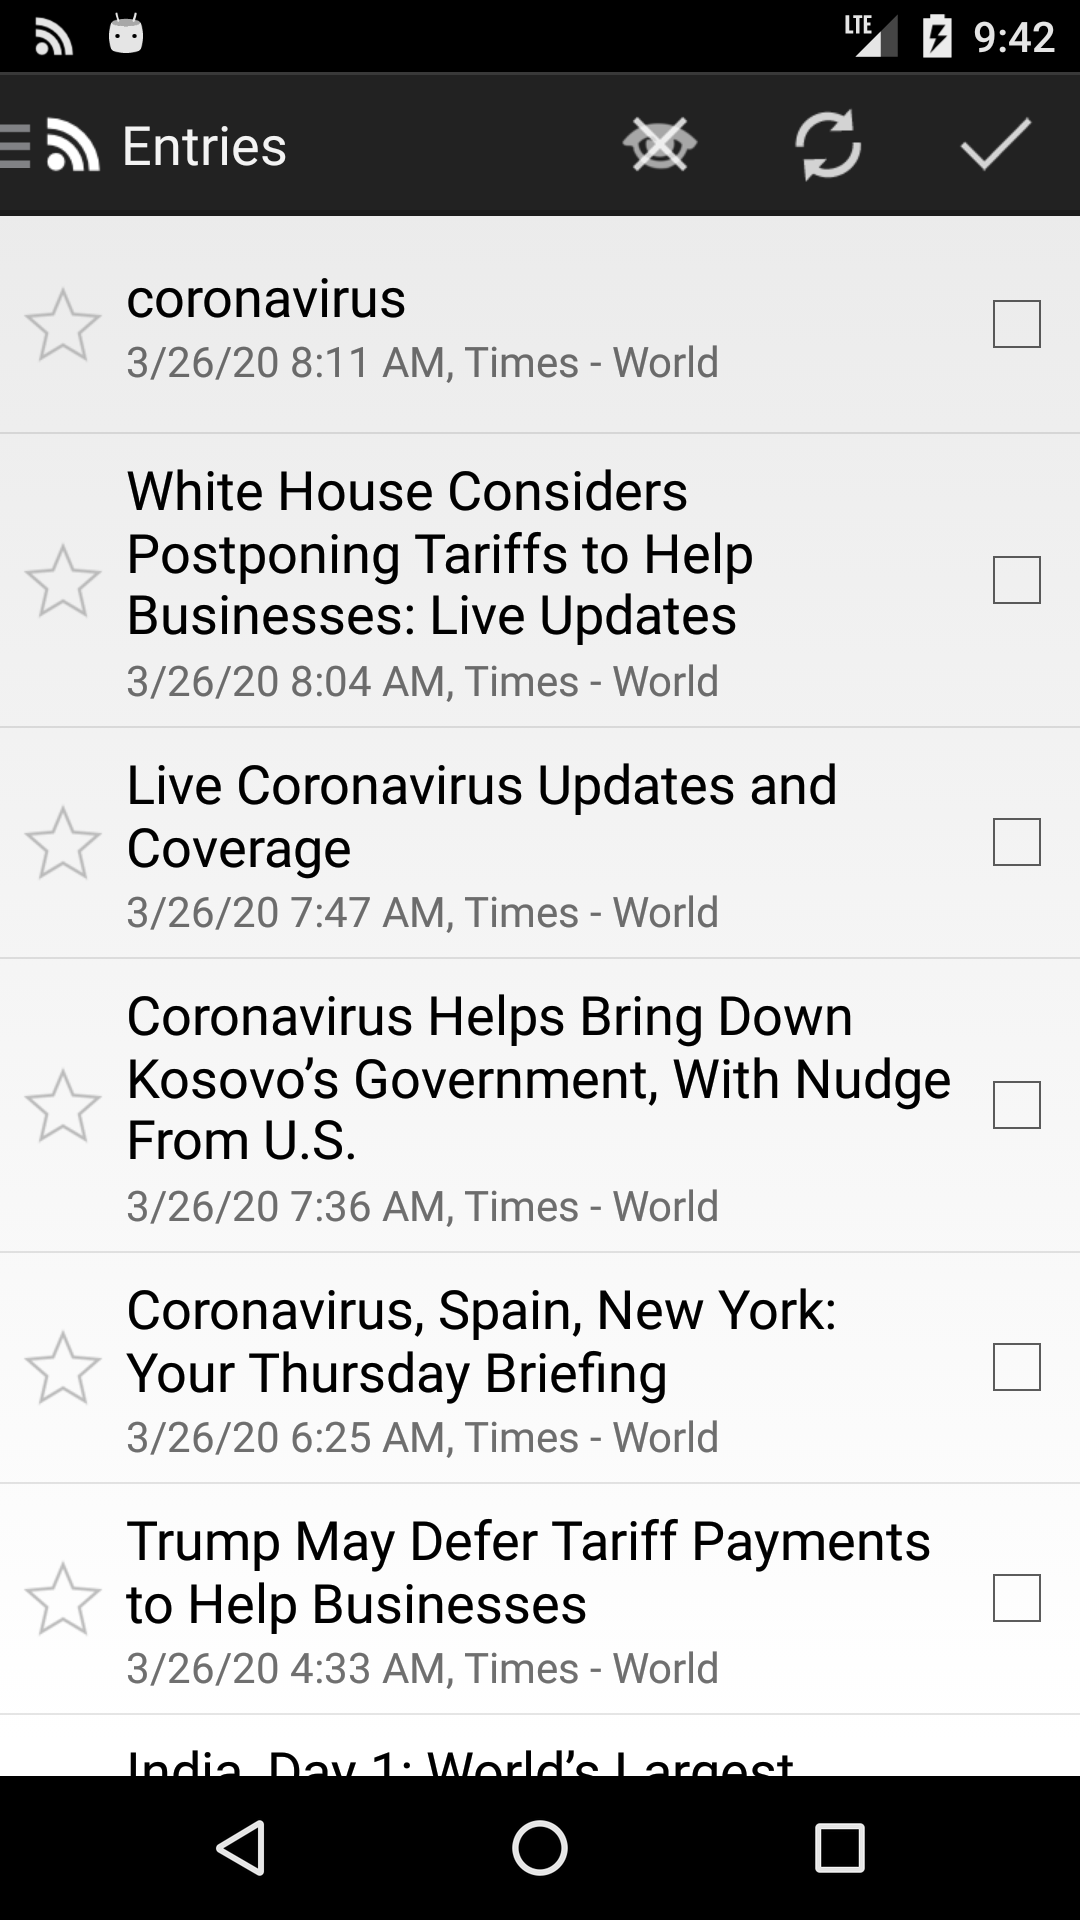 LTE 9:42
Entries
coronavirus
3/26/20 8:11 AM, Times - World
White House Considers
Postponing Tariffs to Help
Businesses: Live Updates
3/26/20 8:04 AM, Times - World
Live Coronavirus Updates and
Coverage
3/26/20 7:47 AM, Times - World
Coronavirus Helps Bring Down
Kosovo’s Government, With Nudge
From U.S.
3/26/20 7:36 AM, Times - World
Coronavirus, Spain, New York:
Your Thursday Briefing
3/26/20 6:25 AM, Times - World
Trump May Defer Tariff Payments
to Help Businesses
3/26/20 4:33 AM, Times - World
India, Day 1: World’s Largest